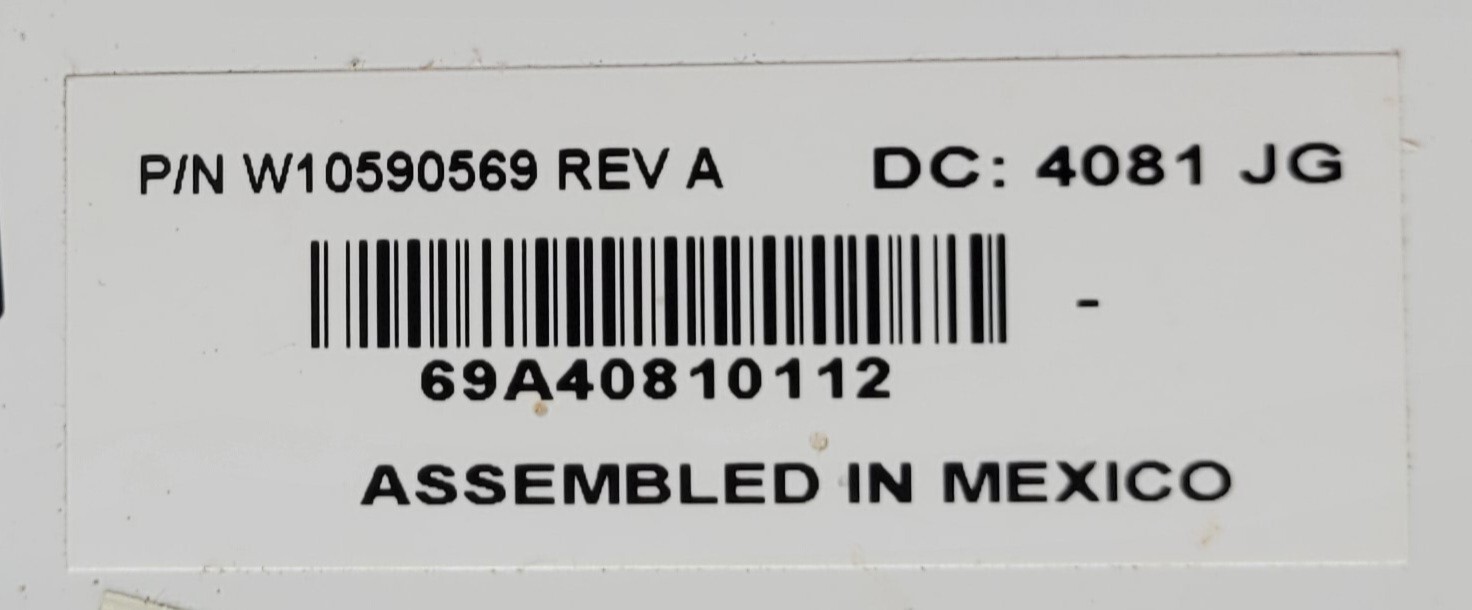 P/N W10590569 REV A DC: 4081 JG
-
69A40810112
ASSEMBLED IN MEXICO